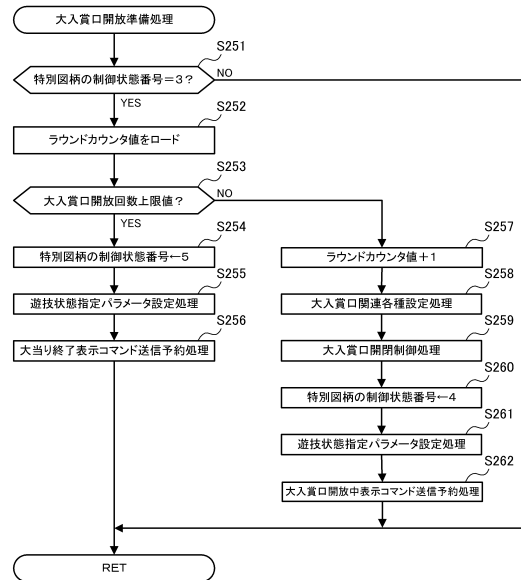 大入賞口開放準備処理
S251
特別図柄の制御状態番号=3?
NO
YES
S252
ラウンドカウンタ値をロード
S253
大入賞口開放回数上限値?
NO
YES
S254
特別図柄の制御状態番号←5
S255
遊技状態指定パラメータ設定処理
S256
大当り終了表示コマンド送信予約処理
S257
ラウンドカウンタ値+1
S258
大入賞口関連各種設定処理
S259
大入賞口開閉制御処理
S260
特別図柄の制御状態番号←4
S261
遊技状態指定パラメータ設定処理
S262
大入賞口開放中表示コマンド送信予約処理
RET